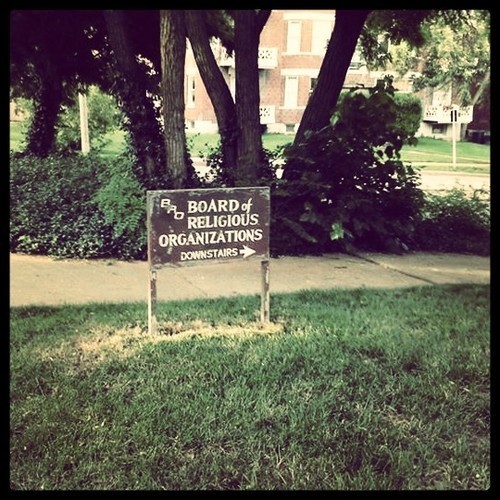 BRO BOARD of
RELIGIOUS
ORGANIZATIONS
DOWNSTAIRS